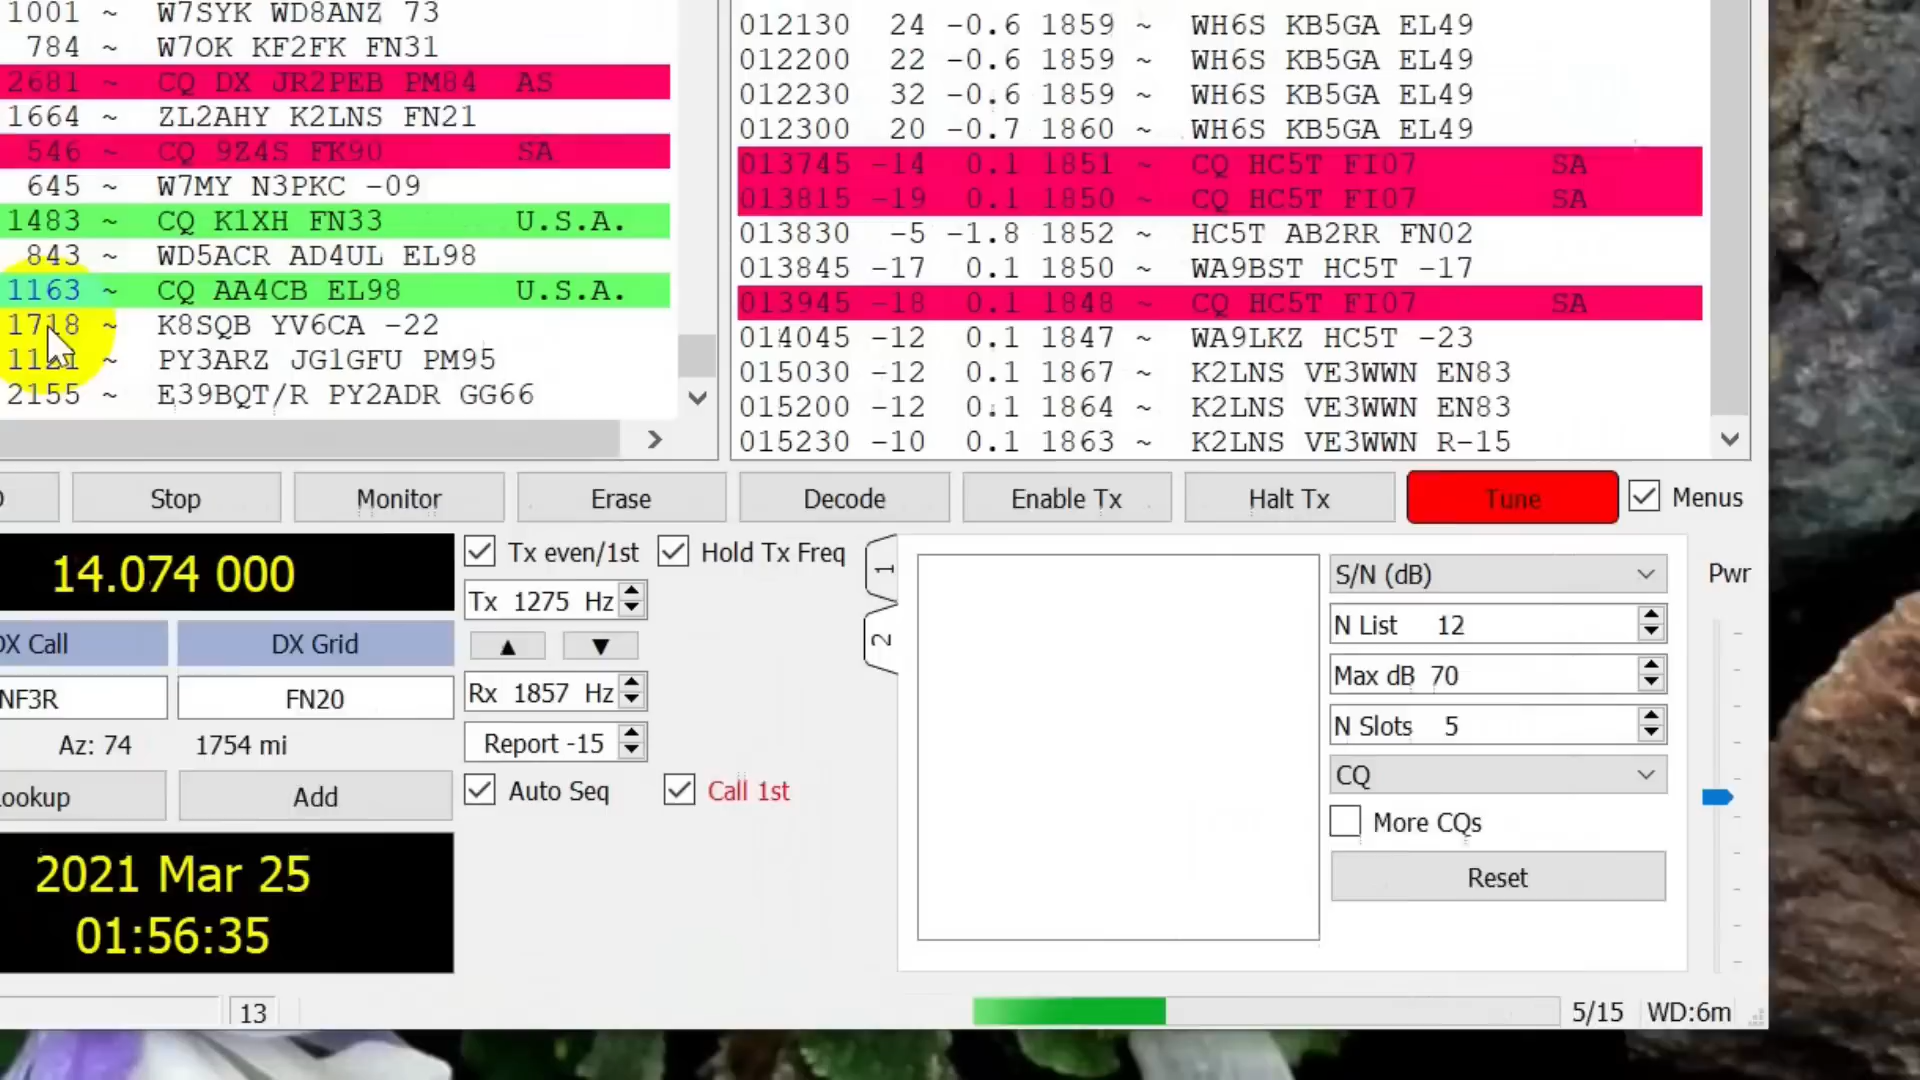 1001 ~ W7SYK WD8ANZ 73
784 ~ W7OK KF2FK FN31
2681 ~ CQ DX JR2PEB PM84 AS
1664 ~ ZL2AHY K2LNS FN21
546 ~ CQ 9Z4S FK90 SA
645 ~ W7MY N3PKC -09
1483 ~ CQ K1XH FN33 U.S.A.
843 ~ WD5ACR AD4UL EL98
1163 ~ CQ AA4CB EL98 U.S.A.
1718 ~ K8SQB YV6CA -22
~ PY3ARZ JG1GFU PM95
2155 ~ E39BQT/R PY2ADR GG66
012130 24 -0.6 1859 ~ WH6S KB5GA EL49
012200 22 -0.6 1859 ~ WH6S KB5GA EL49
012230 32 -0.6 1859 ~ WH6S KB5GA EL49
012300 20 -0.7 1860 ~ WH6S KB5GA EL49
013745 -14 0.1 1851 ~ CQ HC5T FI07 SA
013815 -19 0.1 1850 ~ CQ HC5T FI07 SA
013830 -5 -1.8 1852 ~ HC5T AB2RR FN02
013845 -17 0.1 1850 ~ WA9BST HC5T -17
013945 -18 0.1 1848 ~ CQ HC5T FI07 SA
014045 -12 0.1 1847 ~ WA9LKZ HC5T -23
015030 -12 0.1 1867 ~ K2LNS VE3WWN EN83
015200 -12 0.1 1864 ~ K2LNS VE3WWN EN83
015230 -10 0.1 1863 ~ K2LNS VE3WWN R-15
Stop Monitor Erase Decode Enable Tx Halt Tx Tune Menus
14.074 000
Tx even/1st Hold Tx Freq
Tx 1275 Hz
DX Call DX Grid
NF3R FN20
Rx 1857 Hz
Az: 74 1754 mi
Report -15
Lookup Add
Auto Seq Call 1st
2021 Mar 25
01:56:35
1
2
S/N (dB)
N List 12
Max dB 70
N Slots 5
CQ
More CQs
Reset
Pwr
13
5/15 WD:6m